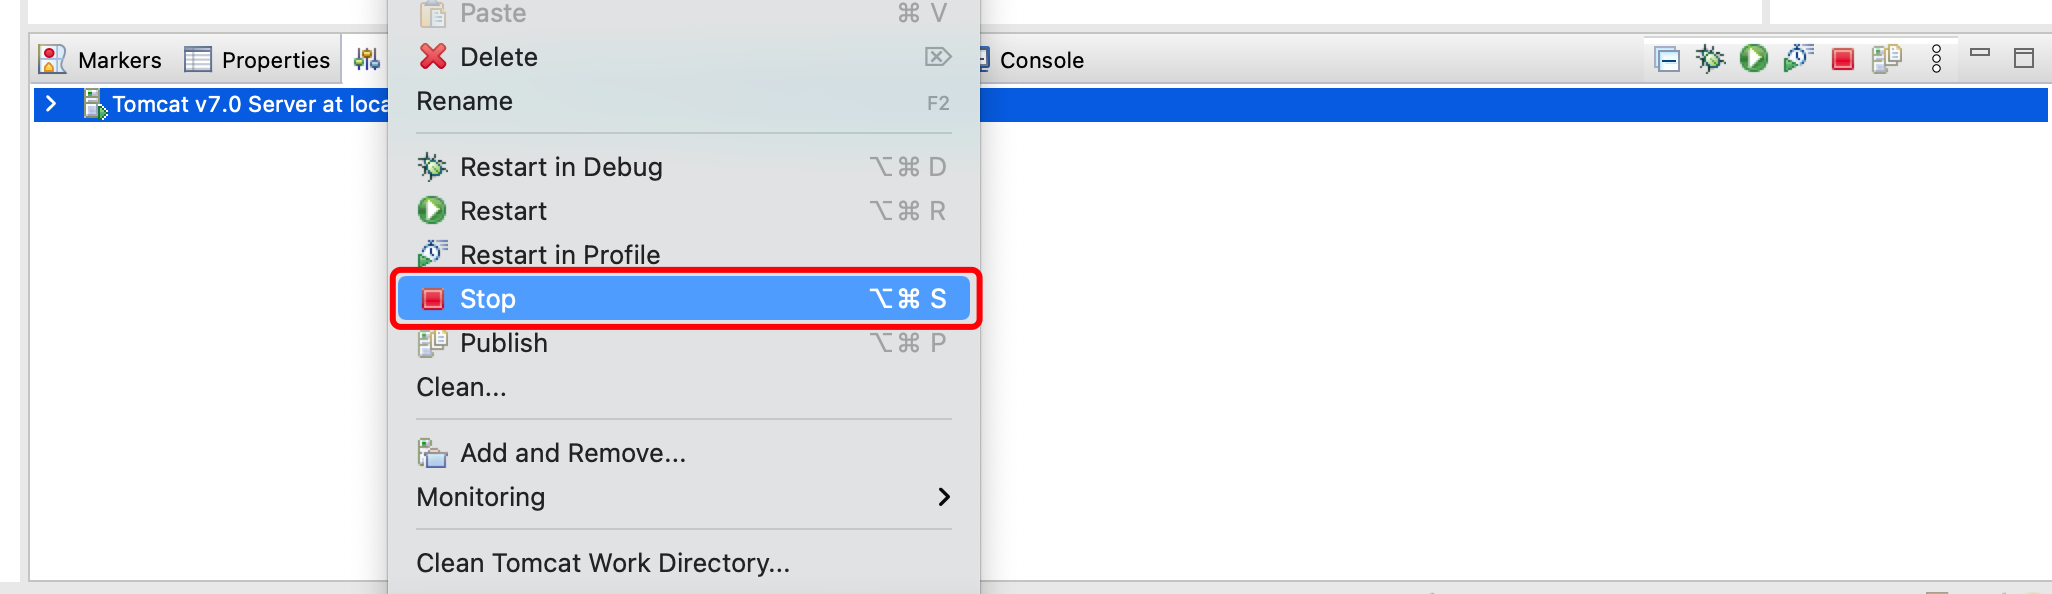 Paste ⌘ V
Markers Properties
Delete ⌦
Console
Tomcat v7.0 Server at loca
Rename F2
Restart in Debug ⌥⌘ D
Restart ⌥⌘ R
Restart in Profile
Stop ⌥⌘ S
Publish ⌥⌘ P
Clean...
Add and Remove...
Monitoring
Clean Tomcat Work Directory...